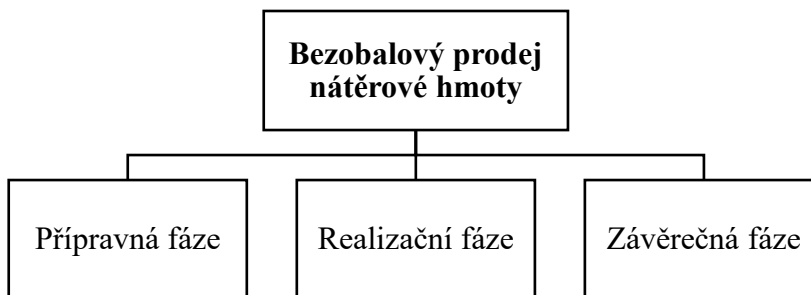 Bezobalový prodej
nátěrové hmoty
Přípravná fáze
Realizační fáze
Závěrečná fáze